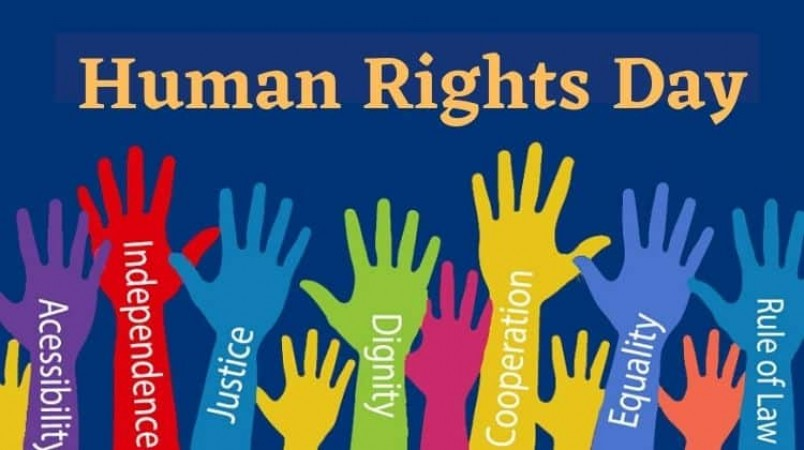 Human Rights Day
Acessibility
Independence
Justice
Dignity
Cooperation
Equality
Rule of Law